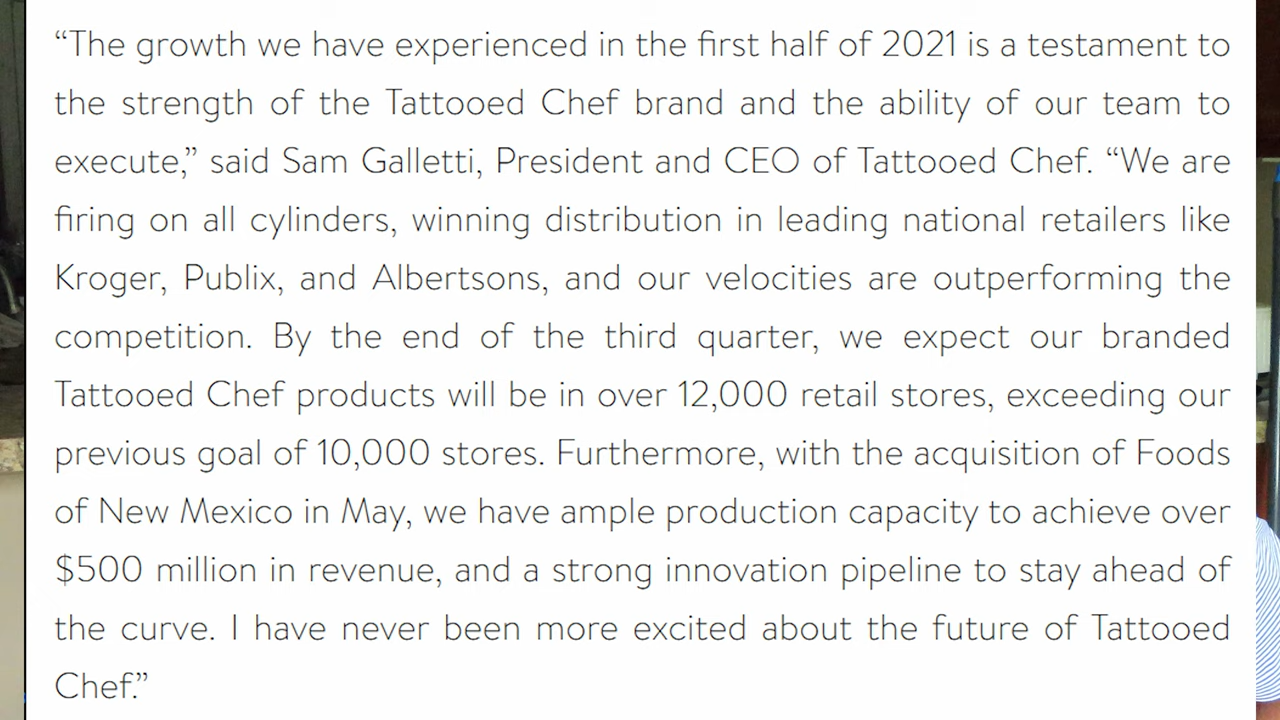 “The growth we have experienced in the first half of 2021 is a testament to
the strength of the Tattooed Chef brand and the ability of our team to
execute,” said Sam Galletti, President and CEO of Tattooed Chef. “We are
firing on all cylinders, winning distribution in leading national retailers like
Kroger, Publix, and Albertsons, and our velocities are outperforming the
competition. By the end of the third quarter, we expect our branded
Tattooed Chef products will be in over 12,000 retail stores, exceeding our
previous goal of 10,000 stores. Furthermore, with the acquisition of Foods
of New Mexico in May, we have ample production capacity to achieve over
$500 million in revenue, and a strong innovation pipeline to stay ahead of
the curve. I have never been more excited about the future of Tattooed
Chef.”